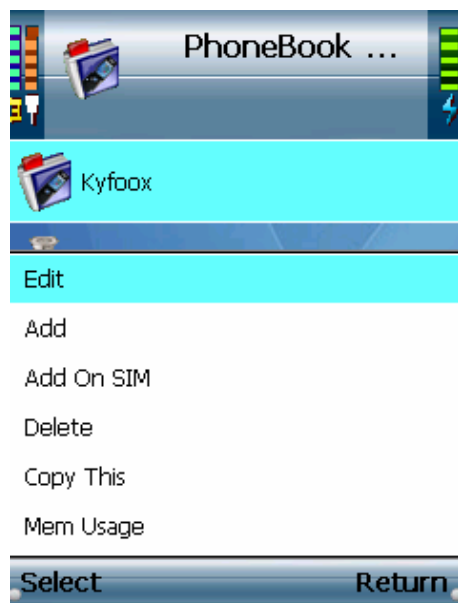 PhoneBook ...
Kyfoox
Edit
Add
Add On SIM
Delete
Copy This
Mem Usage
Select Return